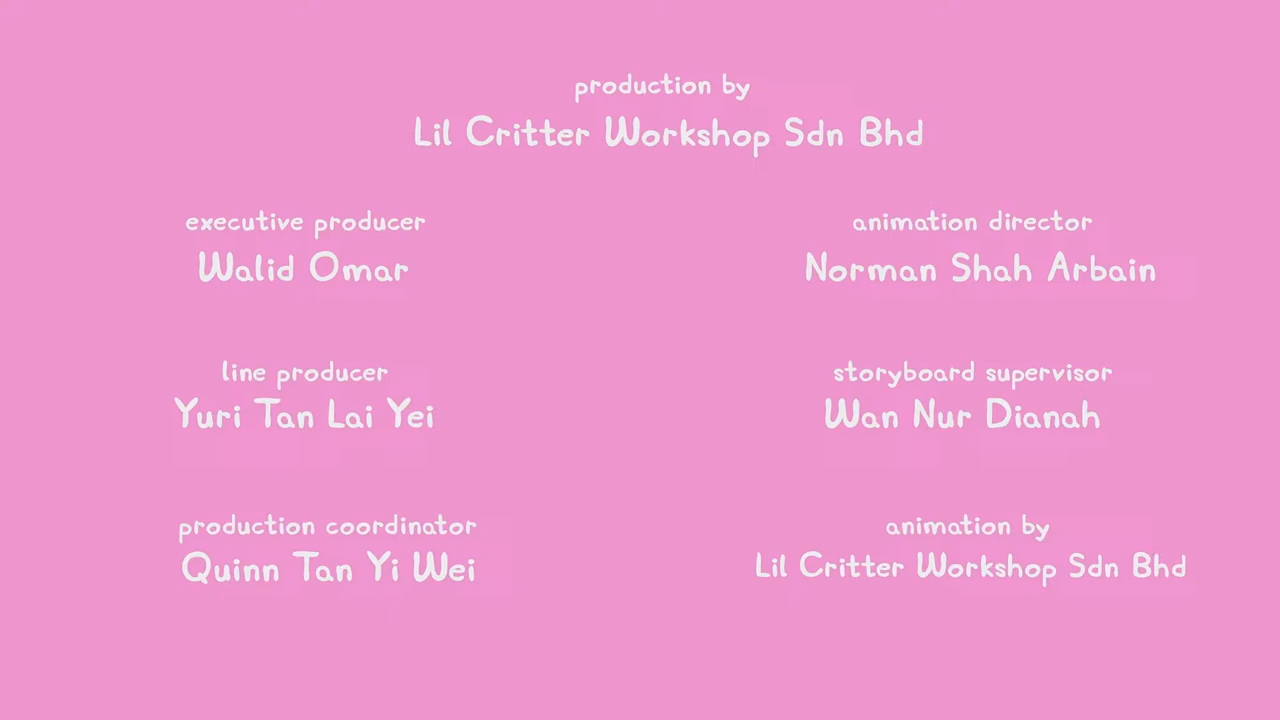 production by
Lil Critter Workshop Sdn Bhd
executive producer
Walid Omar
animation director
Norman Shah Arbain
line producer
Yuri Tan Lai Yei
storyboard supervisor
Wan Nur Dianah
production coordinator
Quinn Tan Yi Wei
animation by
Lil Critter Workshop Sdn Bhd